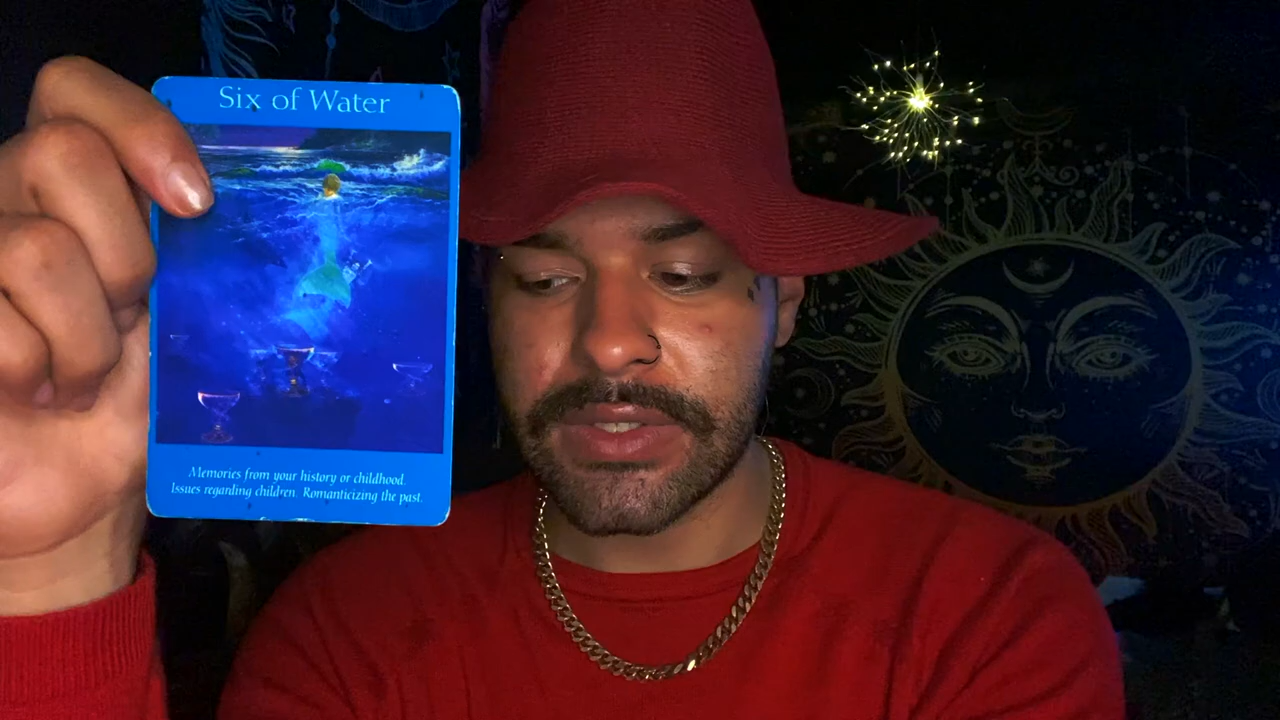 Six of Water
Memories from your history or childhood.
Issues regarding children. Romanticizing the past.